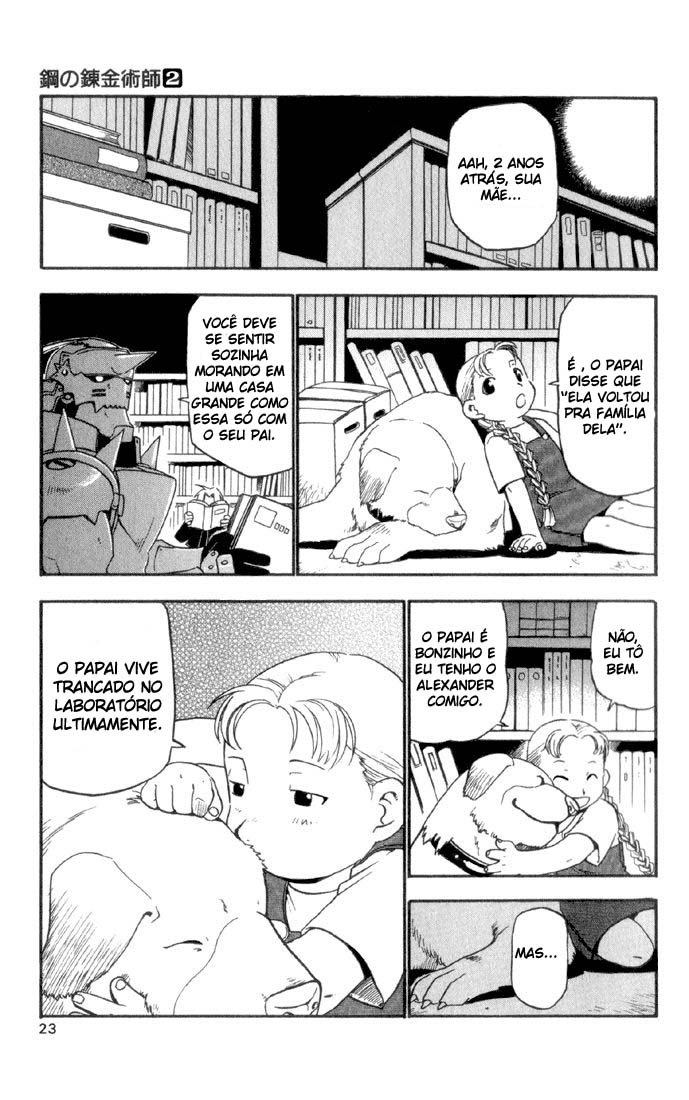 鋼の錬金術師2
AAH, 2 ANOS
ATRÁS, SUA
MÃE...
É , O PAPAI
DISSE QUE
"ELA VOLTOU
PRA FAMÍLIA
DELA".
VOCÊ DEVE
SE SENTIR
SOZINHA
MORANDO EM
UMA CASA
GRANDE COMO
ESSA SÓ COM
O SEU PAI.
NÃO,
EU TÔ
BEM.
O PAPAI É
BONZINHO E
EU TENHO O
ALEXANDER
COMIGO.
MAS...
O PAPAI VIVE
TRANCADO NO
LABORATÓRIO
ULTIMAMENTE.
23